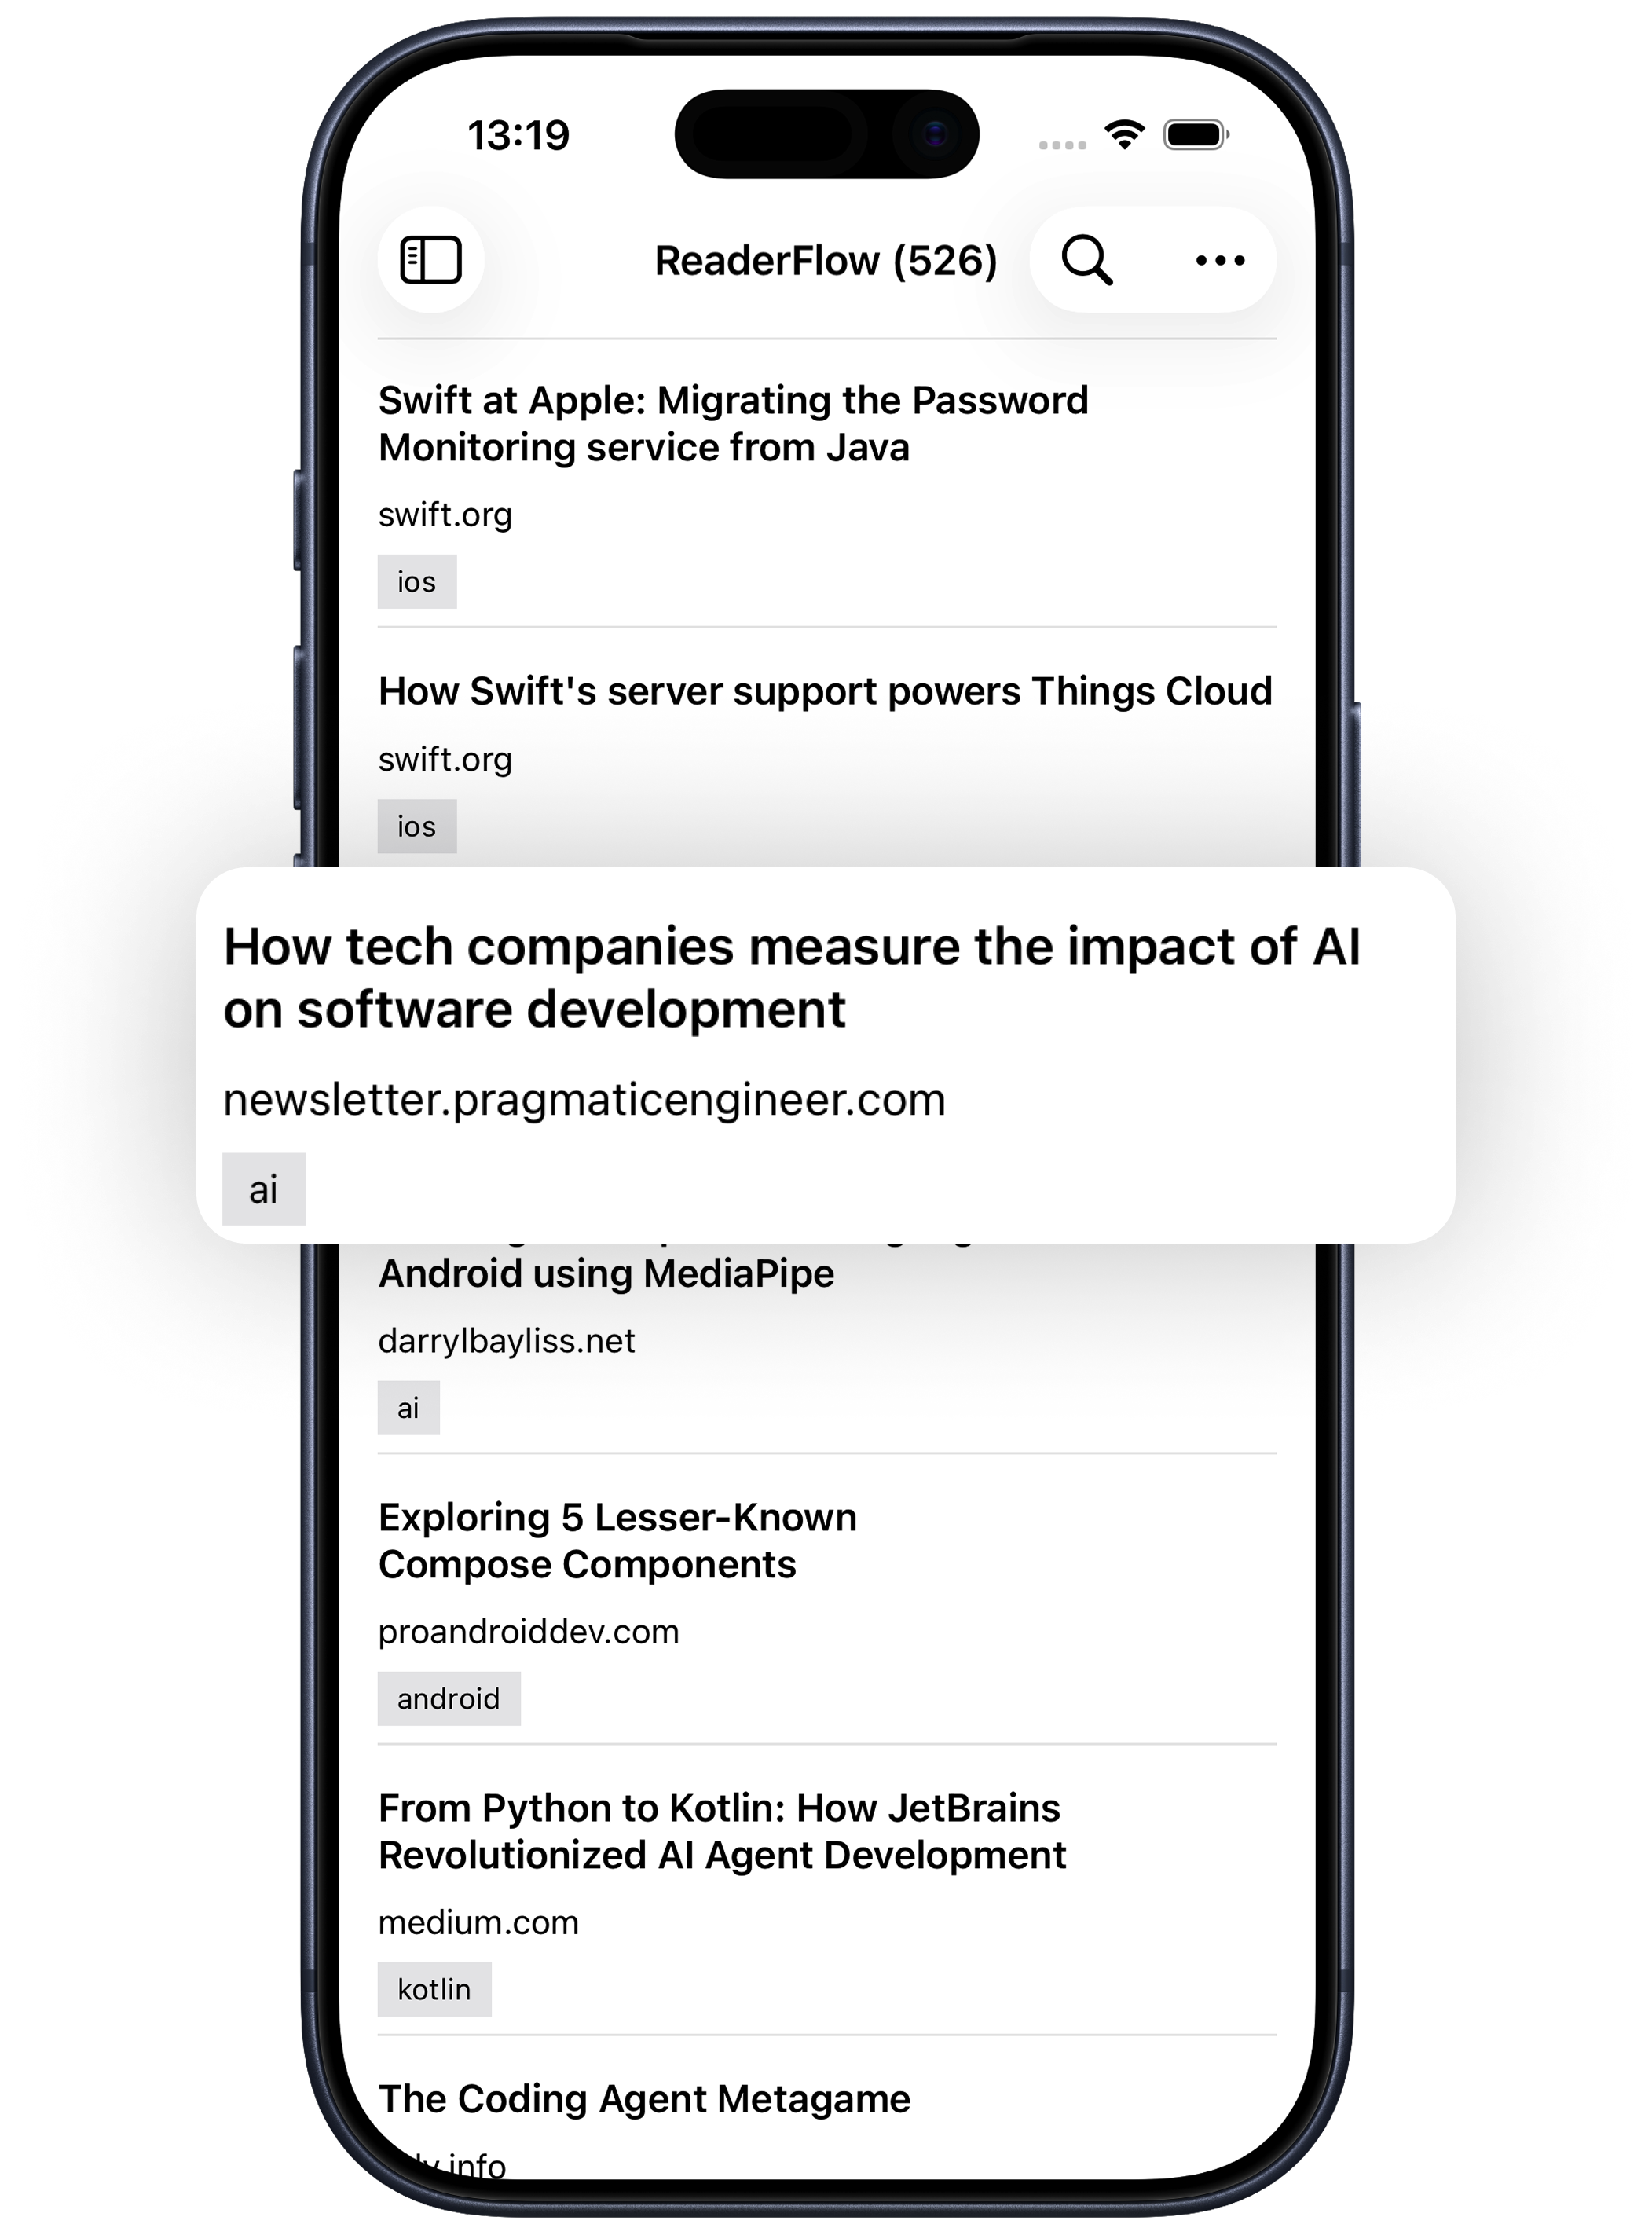 13:19
ReaderFlow (526)
Swift at Apple: Migrating the Password
Monitoring service from Java
swift.org
ios
How Swift's server support powers Things Cloud
swift.org
ios
How tech companies measure the impact of AI
on software development
newsletter.pragmaticengineer.com
ai
Android using MediaPipe
darrylbayliss.net
ai
Exploring 5 Lesser-Known
Compose Components
proandroiddev.com
android
From Python to Kotlin: How JetBrains
Revolutionized AI Agent Development
medium.com
kotlin
The Coding Agent Metagame